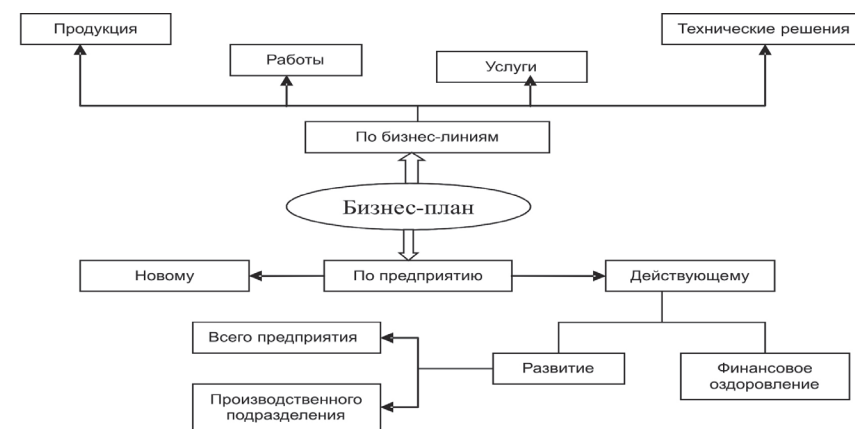 Продукция
Технические решения
Работы
Услуги
По бизнес-линиям
Бизнес-план
Новому
По предприятию
Действующему
Всего предприятия
Развитие
Финансовое
оздоровление
Производственного
подразделения